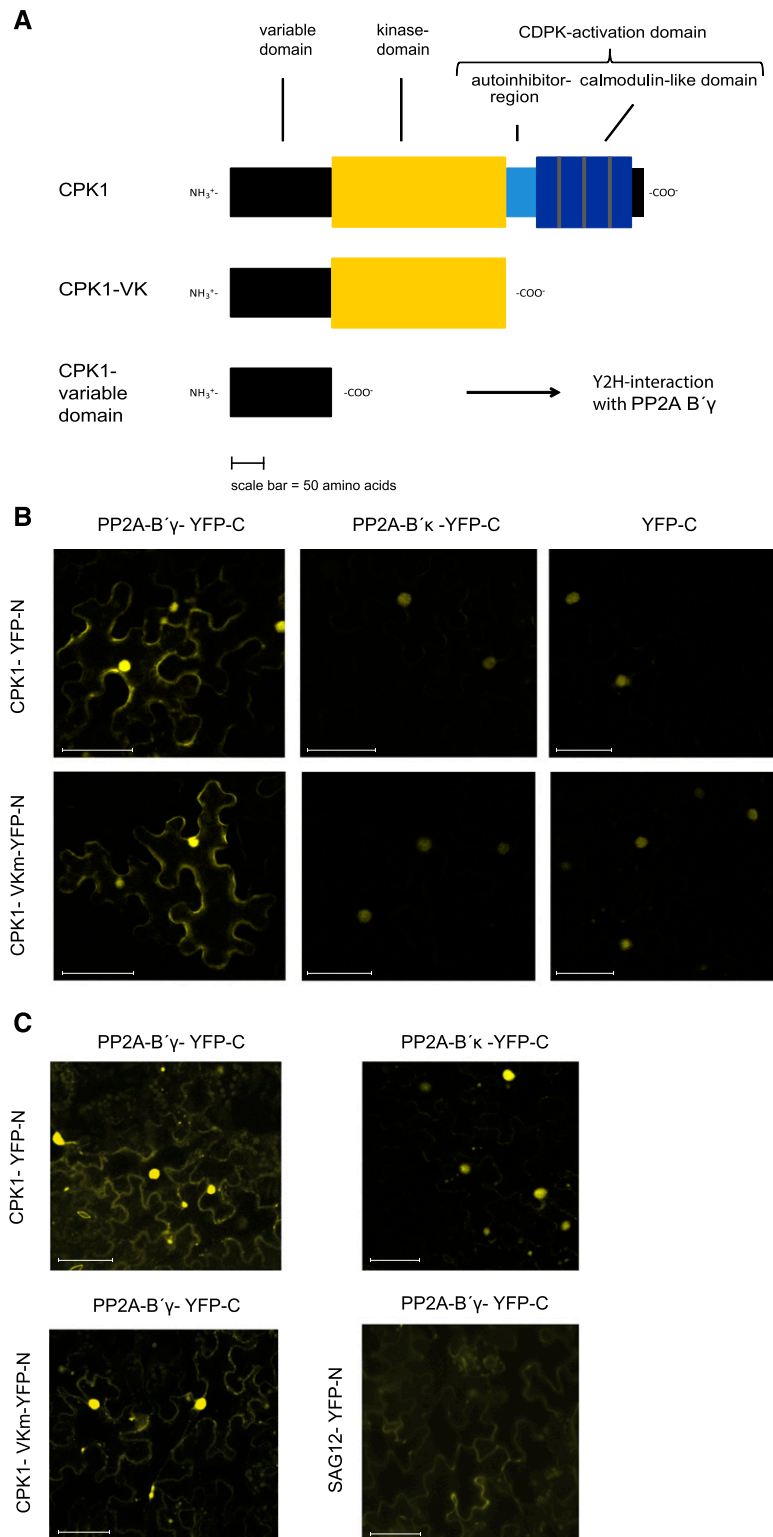 A
variable
domain
kinase-
domain
CDPK-activation domain
autoinhibitor-
region
calmodulin-like domain
CPK1
NH₃⁺-
-COO⁻
CPK1-VK
NH₃⁺-
-COO⁻
CPK1-
variable
domain
NH₃⁺-
-COO⁻
Y2H-interaction
with PP2A B´γ
scale bar = 50 amino acids
B
PP2A-B´γ- YFP-C
PP2A-B´κ -YFP-C
YFP-C
CPK1- YFP-N
CPK1- VKm-YFP-N
C
PP2A-B´γ- YFP-C
PP2A-B´κ -YFP-C
CPK1- YFP-N
PP2A-B´γ- YFP-C
PP2A-B´γ- YFP-C
CPK1- VKm-YFP-N
SAG12- YFP-N